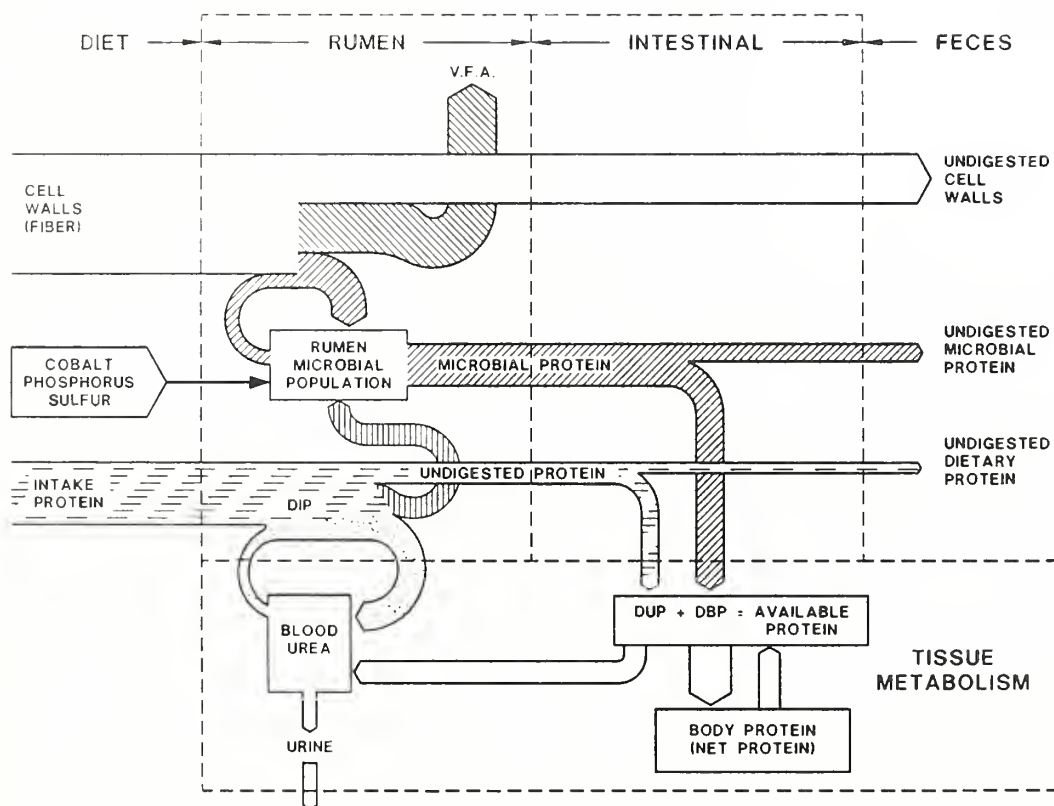 DIET
RUMEN
INTESTINAL
FECES
V.F.A.
CELL
WALLS
(FIBER)
UNDIGESTED
CELL
WALLS
COBALT
PHOSPHORUS
SULFUR
RUMEN
MICROBIAL
POPULATION
MICROBIAL PROTEIN
UNDIGESTED
MICROBIAL
PROTEIN
INTAKE
PROTEIN
DIP
UNDIGESTED PROTEIN
UNDIGESTED
DIETARY
PROTEIN
BLOOD
UREA
DUP + DBP = AVAILABLE
PROTEIN
TISSUE
METABOLISM
BODY PROTEIN
(NET PROTEIN)
URINE